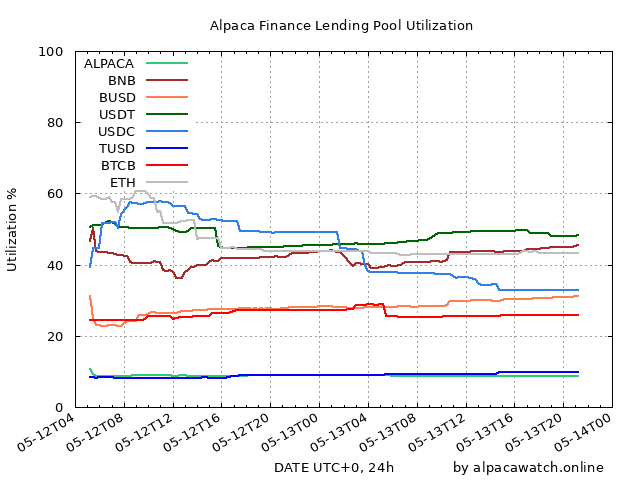 Alpaca Finance Lending Pool Utilization
100
80
60
40
20
0
Utilization %
ALPACA
BNB
BUSD
USDT
USDC
TUSD
BTCB
ETH
05-12T04
05-12T08
05-12T12
05-12T16
05-12T20
05-13T00
05-13T04
05-13T08
05-13T12
05-13T16
05-13T20
05-14T00
DATE UTC+0, 24h
by alpacawatch.online